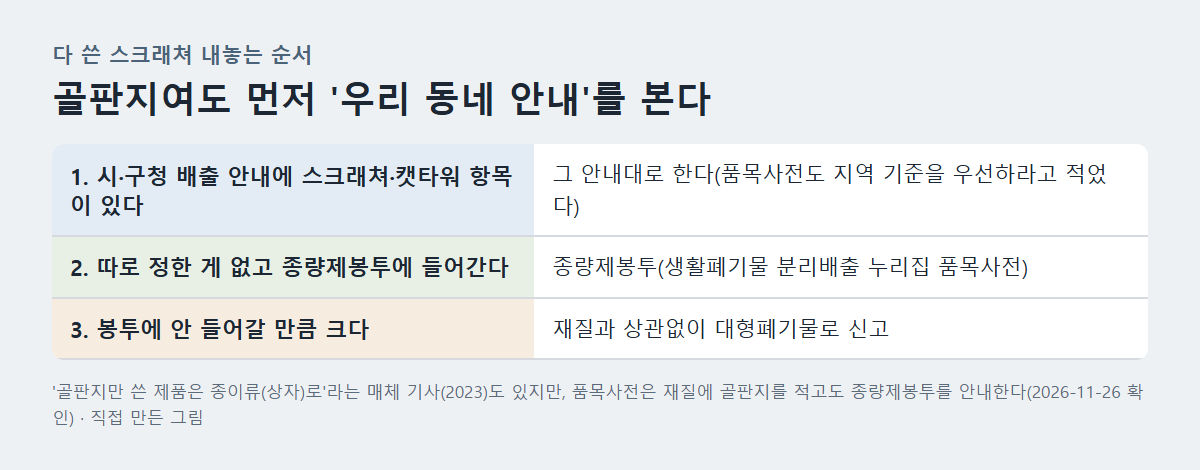 다 쓴 스크래쳐 내놓는 순서
골판지여도 먼저 '우리 동네 안내'를 본다
1. 시·구청 배출 안내에 스크래쳐·캣타워 항목
이 있다
그 안내대로 한다(품목사전도 지역 기준을 우선하라고 적었
다)
2. 따로 정한 게 없고 종량제봉투에 들어간다
종량제봉투(생활폐기물 분리배출 누리집 품목사전)
3. 봉투에 안 들어갈 만큼 크다
재질과 상관없이 대형폐기물로 신고
'골판지만 쓴 제품은 종이류(상자)로'라는 매체 기사(2023)도 있지만, 품목사전은 재질에 골판지를 적고도 종량제봉투를 안내한다(2026-11-26 확
인) · 직접 만든 그림